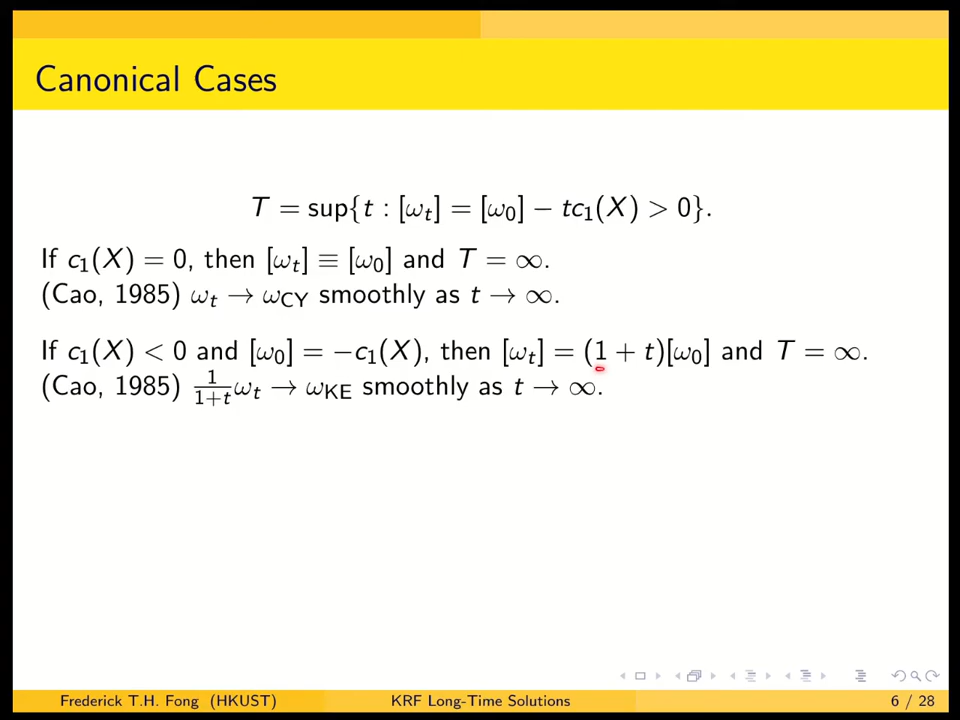 Canonical Cases
T = sup{t : [ω_t] = [ω_0] − tc_1(X) > 0}.
If c_1(X) = 0, then [ω_t] ≡ [ω_0] and T = ∞.
(Cao, 1985) ω_t → ω_CY smoothly as t → ∞.
If c_1(X) < 0 and [ω_0] = −c_1(X), then [ω_t] = (1 + t)[ω_0] and T = ∞.
(Cao, 1985) 1/(1+t) ω_t → ω_KE smoothly as t → ∞.
Frederick T.H. Fong (HKUST) KRF Long-Time Solutions 6 / 28